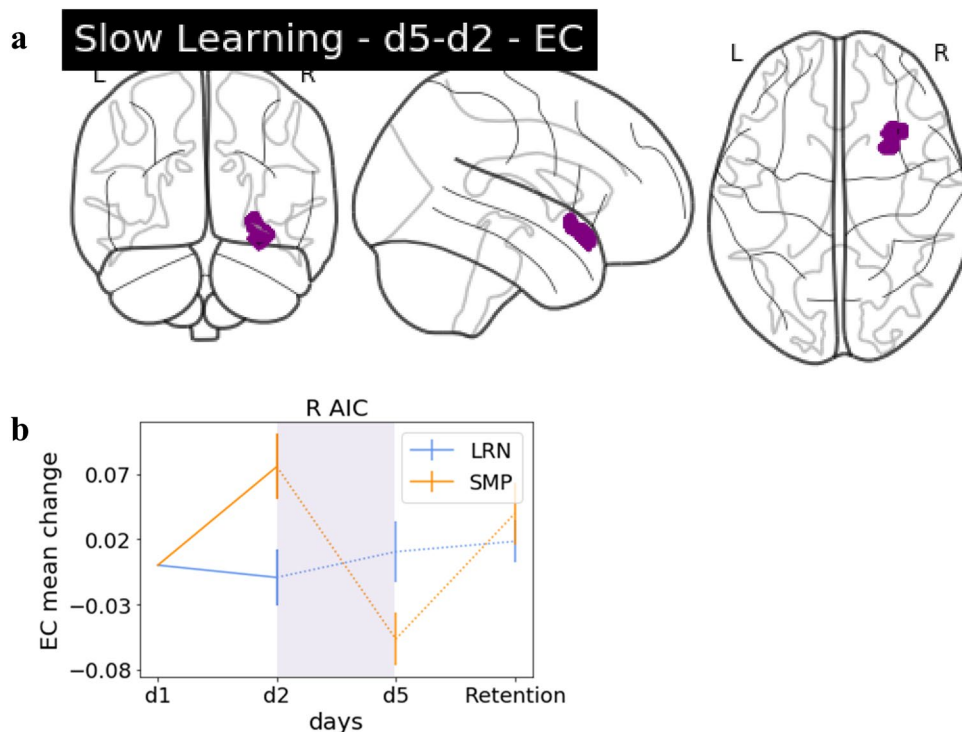 a
Slow Learning - d5-d2 - EC
L R
L R
b
R AIC
EC mean change
0.07
0.02
−0.03
−0.08
LRN
SMP
d1 d2 d5 Retention
days